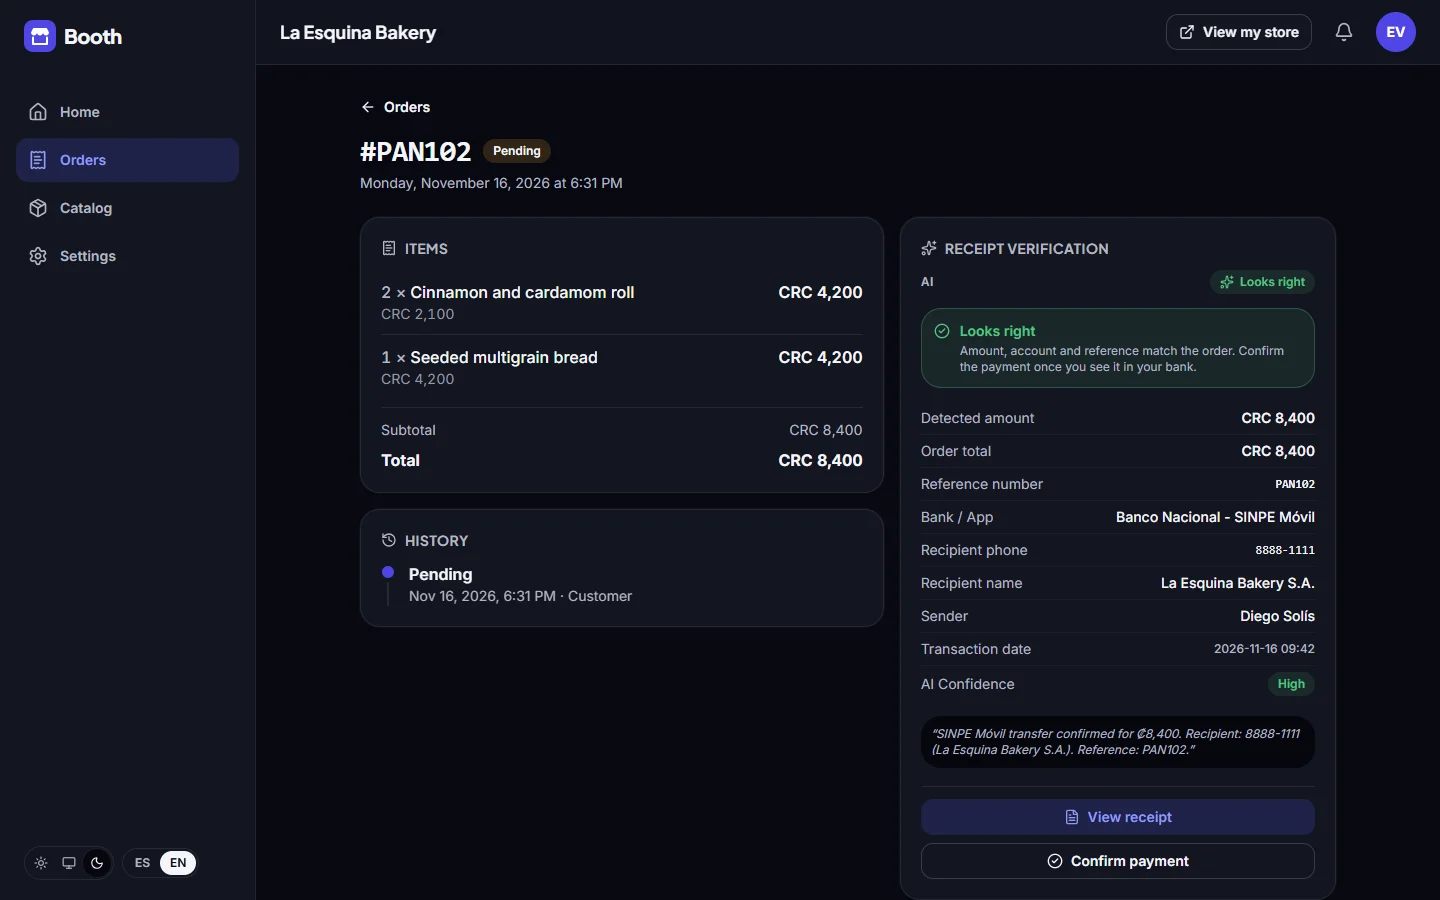 Booth
La Esquina Bakery
View my store
EV
Home
Orders
Catalog
Settings
ES
EN
Orders
#PAN102
Pending
Monday, November 16, 2026 at 6:31 PM
ITEMS
2 × Cinnamon and cardamom roll CRC 4,200
CRC 2,100
1 × Seeded multigrain bread CRC 4,200
CRC 4,200
Subtotal CRC 8,400
Total CRC 8,400
HISTORY
Pending
Nov 16, 2026, 6:31 PM · Customer
RECEIPT VERIFICATION
AI Looks right
Looks right
Amount, account and reference match the order. Confirm
the payment once you see it in your bank.
Detected amount CRC 8,400
Order total CRC 8,400
Reference number PAN102
Bank / App Banco Nacional - SINPE Móvil
Recipient phone 8888-1111
Recipient name La Esquina Bakery S.A.
Sender Diego Solís
Transaction date 2026-11-16 09:42
AI Confidence High
“SINPE Móvil transfer confirmed for ₡8,400. Recipient: 8888-1111
(La Esquina Bakery S.A.). Reference: PAN102.”
View receipt
Confirm payment